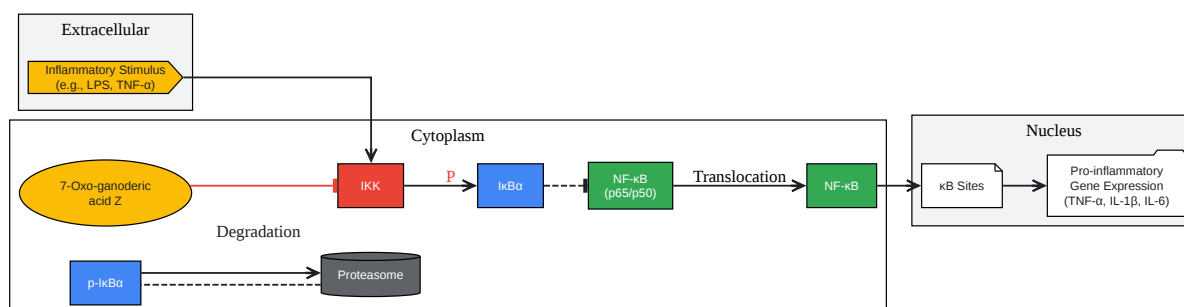 Extracellular
Inflammatory Stimulus
(e.g., LPS, TNF-α)
Cytoplasm
Nucleus
7-Oxo-ganoderic
acid Z
IKK
P
IκBα
NF-κB
(p65/p50)
Translocation
NF-κB
κB Sites
Pro-inflammatory
Gene Expression
(TNF-α, IL-1β, IL-6)
Degradation
p-IκBα
Proteasome